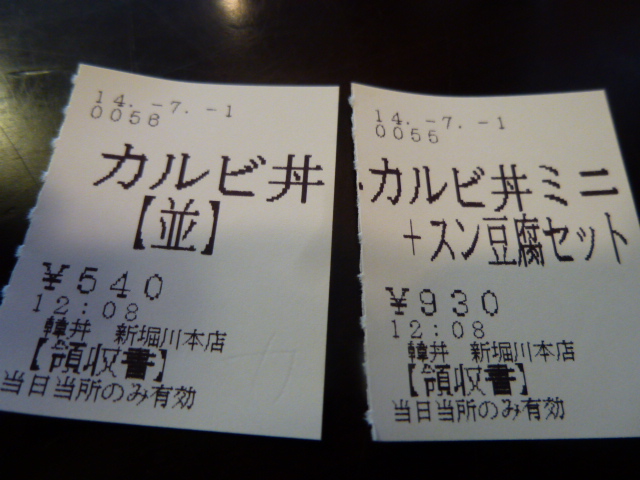 14.-7.-1
0056
カルビ丼
【並】
¥540
12:08
韓丼 新堀川本店
【領収書】
当日当所のみ有効
14.-7.-1
0055
カルビ丼ミニ
+スン豆腐セット
¥930
12:08
韓丼 新堀川本店
【領収書】
当日当所のみ有効